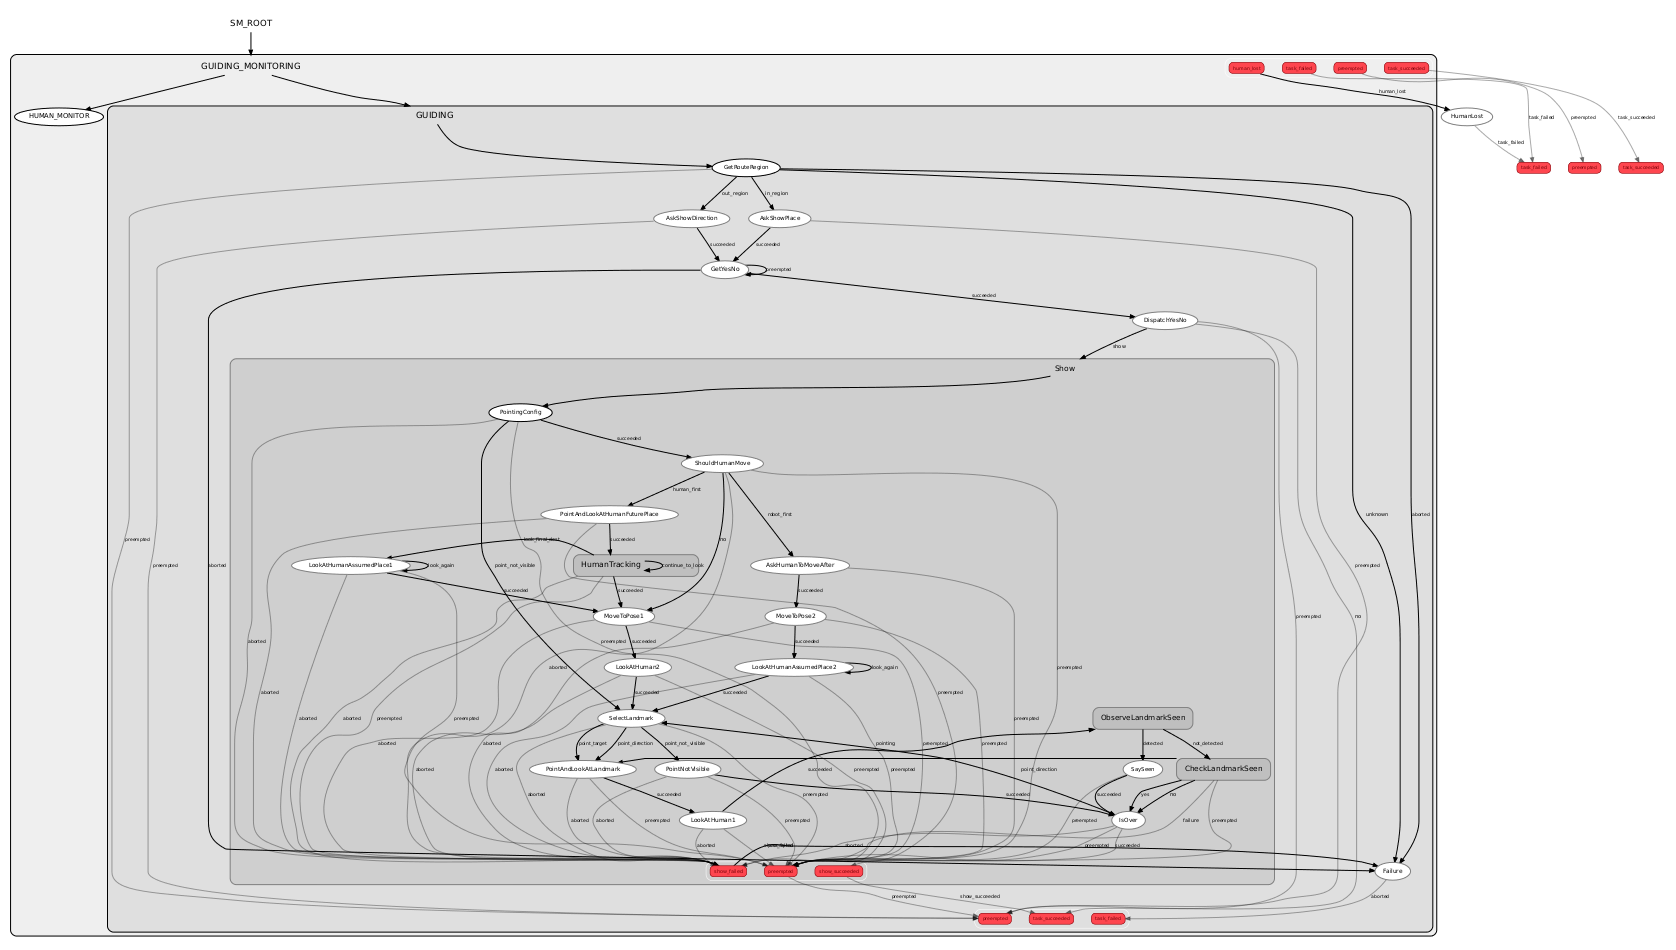 SM_ROOT
GUIDING_MONITORING
human_lost
task_failed
preempted
task_succeeded
human_lost
HUMAN_MONITOR
GUIDING
HumanLost
task_failed
preempted
task_succeeded
task_failed
GetRouteRegion
task_failed
preempted
task_succeeded
out_region
in_region
AskShowDirection
AskShowPlace
succeeded
succeeded
GetYesNo
preempted
succeeded
DispatchYesNo
show
Show
PointingConfig
succeeded
ShouldHumanMove
human_first
robot_first
PointAndLookAtHumanFuturePlace
unknown
aborted
preempted
look_final_dest
succeeded
no
LookAtHumanAssumedPlace1
look_again
point_not_visible
HumanTracking
continue_to_look
AskHumanToMoveAfter
aborted
preempted
preempted
succeeded
succeeded
succeeded
MoveToPose1
MoveToPose2
preempted
no
aborted
preempted
succeeded
succeeded
LookAtHuman2
LookAtHumanAssumedPlace2
look_again
aborted
preempted
aborted
succeeded
succeeded
preempted
SelectLandmark
ObserveLandmarkSeen
aborted
aborted
preempted
preempted
preempted
aborted
aborted
point_target
point_direction
point_not_visible
pointing
preempted
preempted
detected
not_detected
PointAndLookAtLandmark
PointNotVisible
succeeded
preempted
preempted
point_direction
SaySeen
CheckLandmarkSeen
aborted
aborted
aborted
succeeded
preempted
succeeded
succeeded
yes
no
LookAtHuman1
IsOver
aborted
aborted
preempted
preempted
preempted
failure
preempted
aborted
aborted
preempted
succeeded
show_failed
preempted
show_succeeded
Failure
preempted
show_succeeded
aborted
preempted
task_succeeded
task_failed